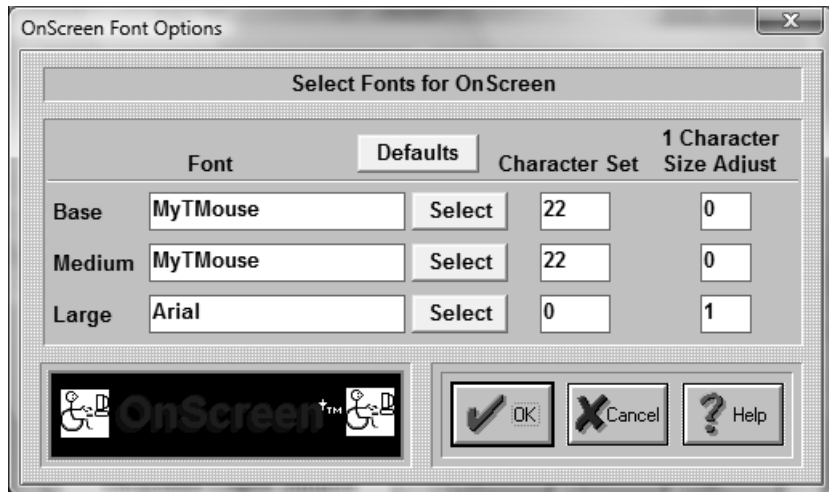 OnScreen Font Options
x
Select Fonts for OnScreen
Font
Defaults
Character Set
1 Character
Size Adjust
Base MyTMouse Select 22 0
Medium MyTMouse Select 22 0
Large Arial Select 0 1
OnScreen+™
OK Cancel Help